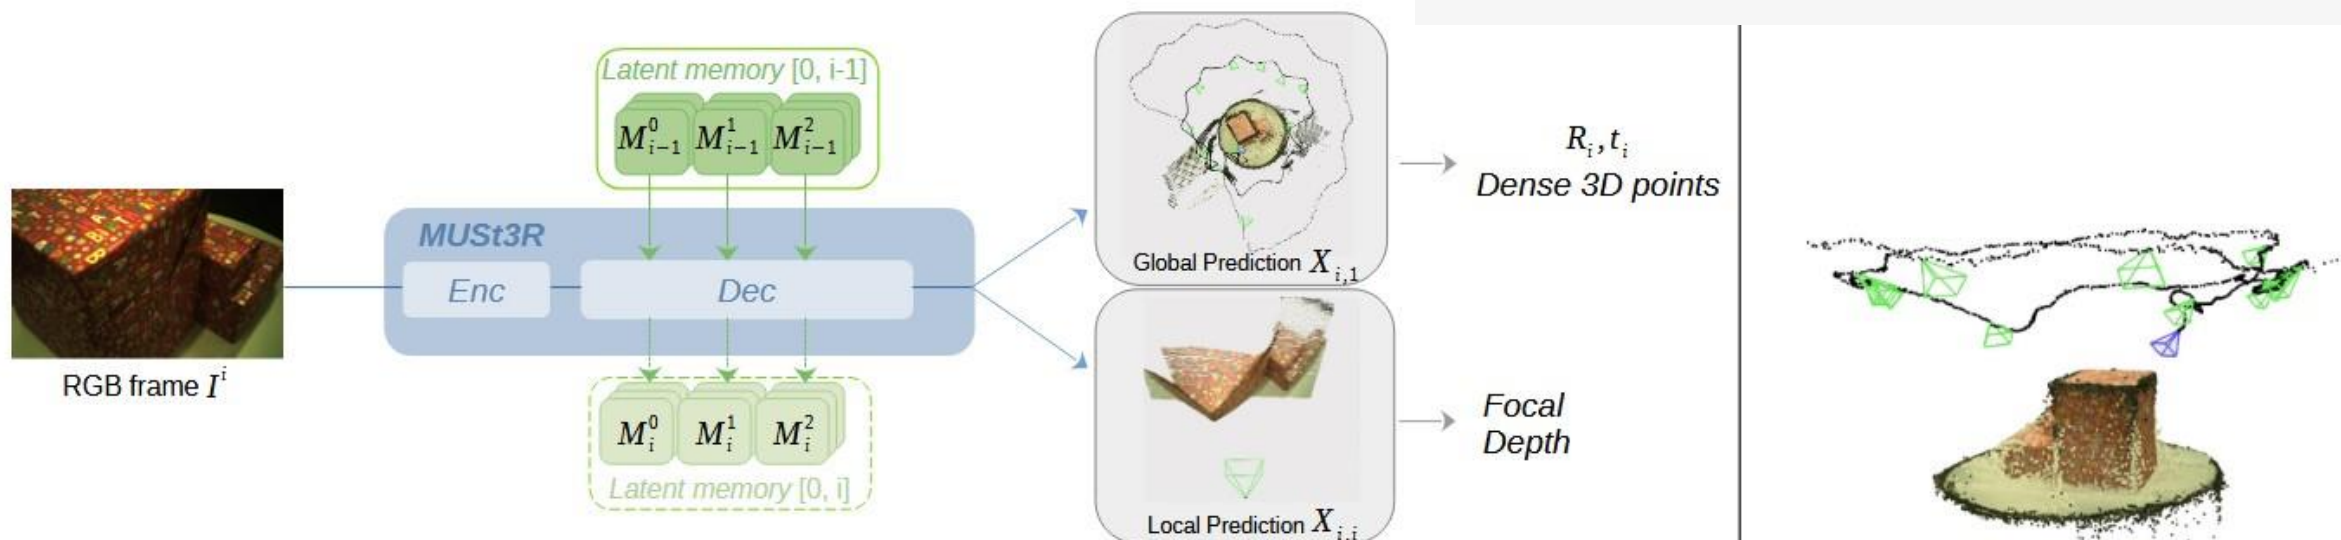 Latent memory [0, i-1]
M⁰ᵢ₋₁ M¹ᵢ₋₁ M²ᵢ₋₁
MUSt3R
Enc
Dec
RGB frame Iⁱ
M⁰ᵢ M¹ᵢ M²ᵢ
Latent memory [0, i]
Global Prediction Xᵢ,₁
Rᵢ, tᵢ
Dense 3D points
Local Prediction Xᵢ,ᵢ
Focal
Depth